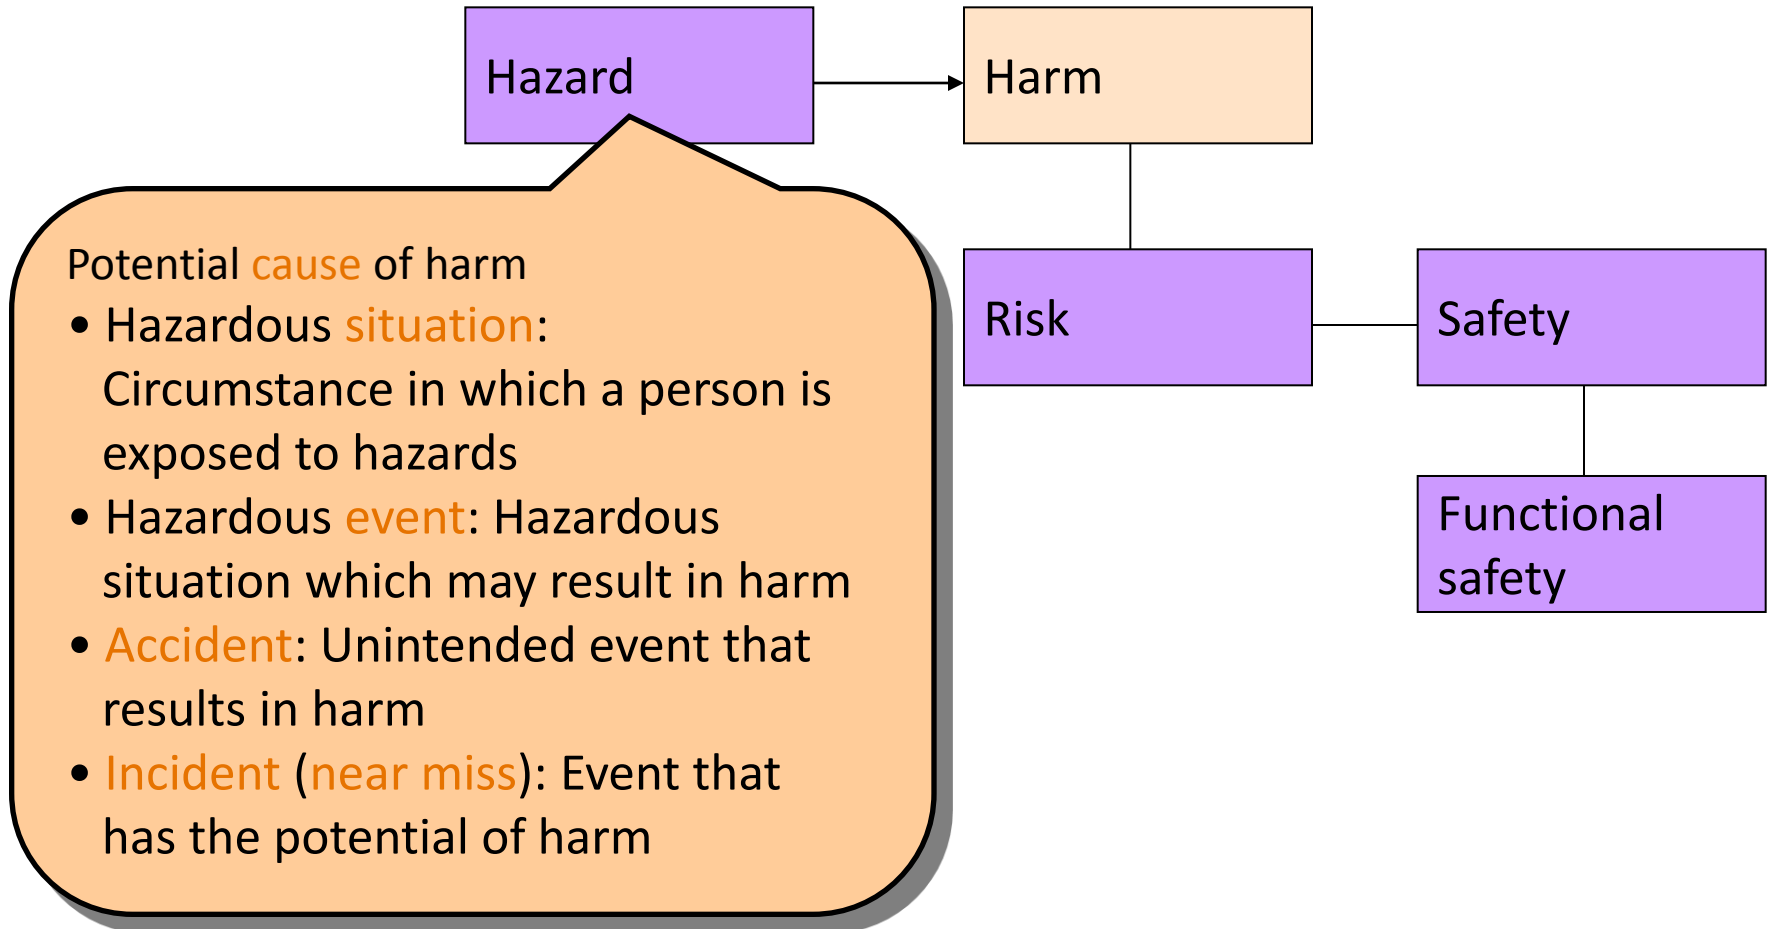 Hazard
Harm
Risk
Safety
Functional
safety
Potential cause of harm
• Hazardous situation:
Circumstance in which a person is
exposed to hazards
• Hazardous event: Hazardous
situation which may result in harm
• Accident: Unintended event that
results in harm
• Incident (near miss): Event that
has the potential of harm